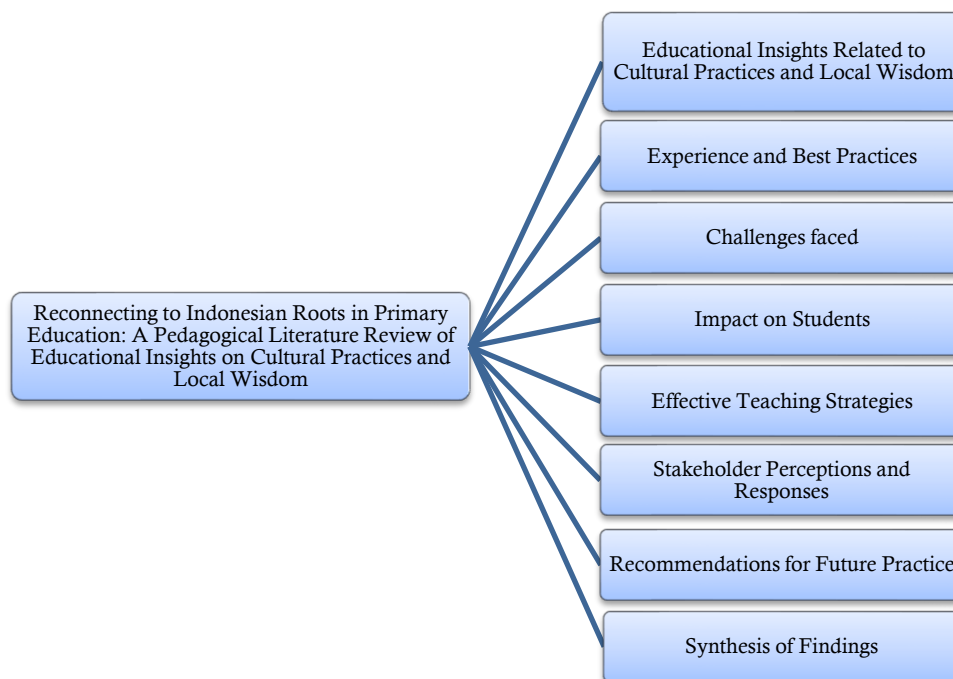 Educational Insights Related to
Cultural Practices and Local Wisdom
Experience and Best Practices
Challenges faced
Impact on Students
Reconnecting to Indonesian Roots in Primary
Education: A Pedagogical Literature Review of
Educational Insights on Cultural Practices and
Local Wisdom
Effective Teaching Strategies
Stakeholder Perceptions and
Responses
Recommendations for Future Practice
Synthesis of Findings